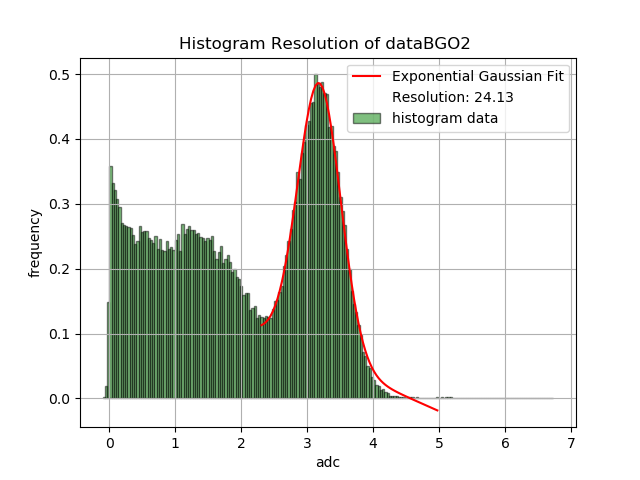 Histogram Resolution of dataBGO2
Exponential Gaussian Fit
Resolution: 24.13
histogram data
frequency
0.5
0.4
0.3
0.2
0.1
0.0
0 1 2 3 4 5 6 7
adc